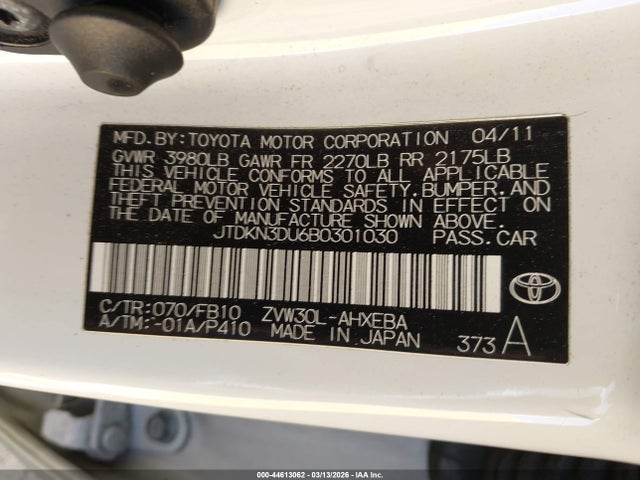 MFD.BY:TOYOTA MOTOR CORPORATION 04/11
GVWR 3980LB GAWR FR 2270LB RR 2175LB
THIS VEHICLE CONFORMS TO ALL APPLICABLE
FEDERAL MOTOR VEHICLE SAFETY,BUMPER,AND
THEFT PREVENTION STANDARDS IN EFFECT ON
THE DATE OF MANUFACTURE SHOWN ABOVE.
JTDKN3DU6B0301030 PASS.CAR
C/TR:070/FB10 ZVW30L-AHXEBA
A/TM:-01A/P410 MADE IN JAPAN 373 A
000-44613062 - 03/13/2026 - IAA Inc.